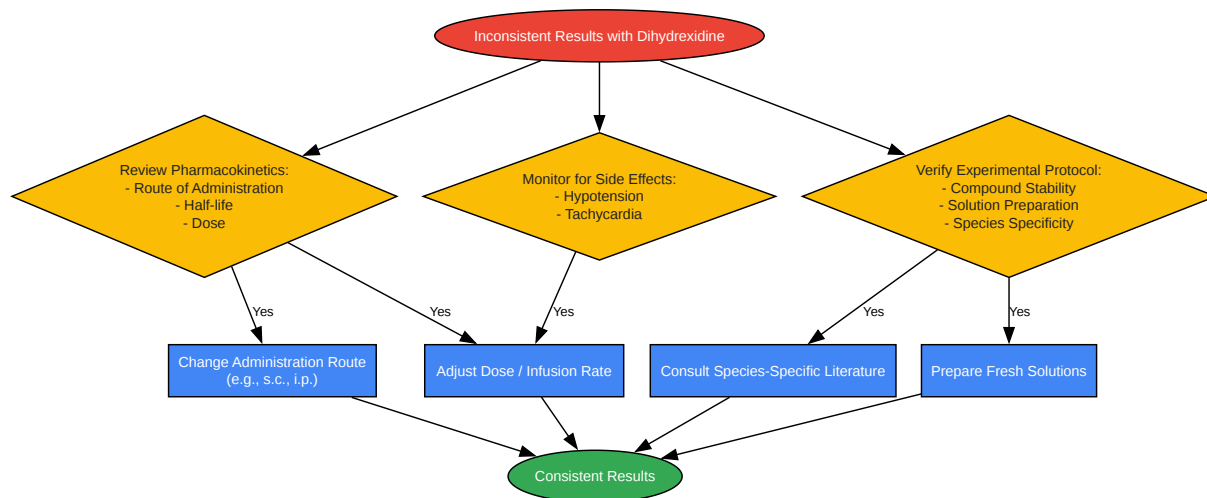 Inconsistent Results with Dihydrexidine
Review Pharmacokinetics:
- Route of Administration
- Half-life
- Dose
Monitor for Side Effects:
- Hypotension
- Tachycardia
Verify Experimental Protocol:
- Compound Stability
- Solution Preparation
- Species Specificity
Yes
Yes
Yes
Yes
Yes
Change Administration Route
(e.g., s.c., i.p.)
Adjust Dose / Infusion Rate
Consult Species-Specific Literature
Prepare Fresh Solutions
Consistent Results